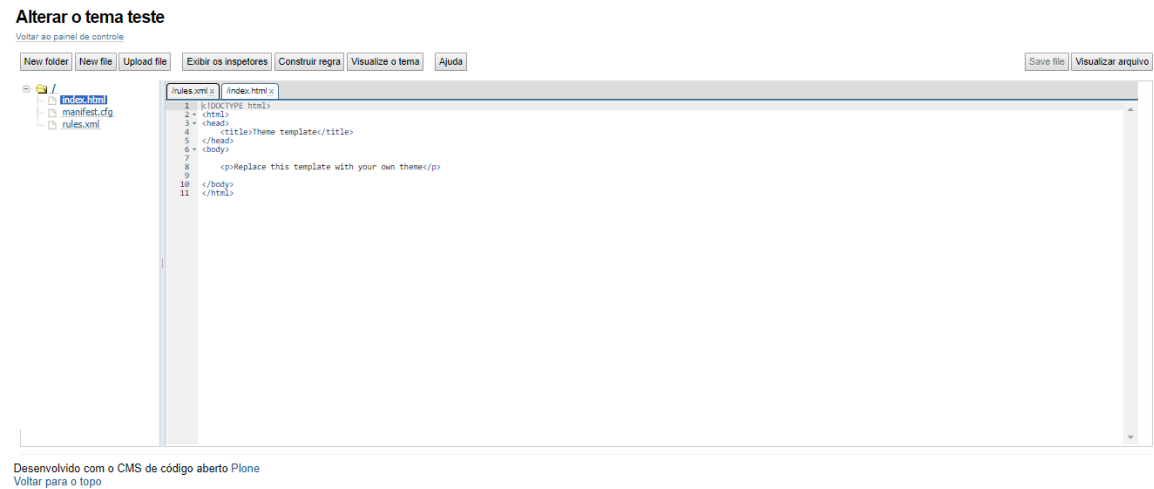 Alterar o tema teste
Voltar ao painel de controle
New folder New file Upload file Exibir os inspetores Construir regra Visualize o tema Ajuda Save file Visualizar arquivo
/
index.html
manifest.cfg
rules.xml
/rules.xml x /index.html x
1 <!DOCTYPE html>
2 <html>
3 <head>
4 <title>Theme template</title>
5 </head>
6 <body>
7
8 <p>Replace this template with your own theme</p>
9
10 </body>
11 </html>
Desenvolvido com o CMS de código aberto Plone
Voltar para o topo